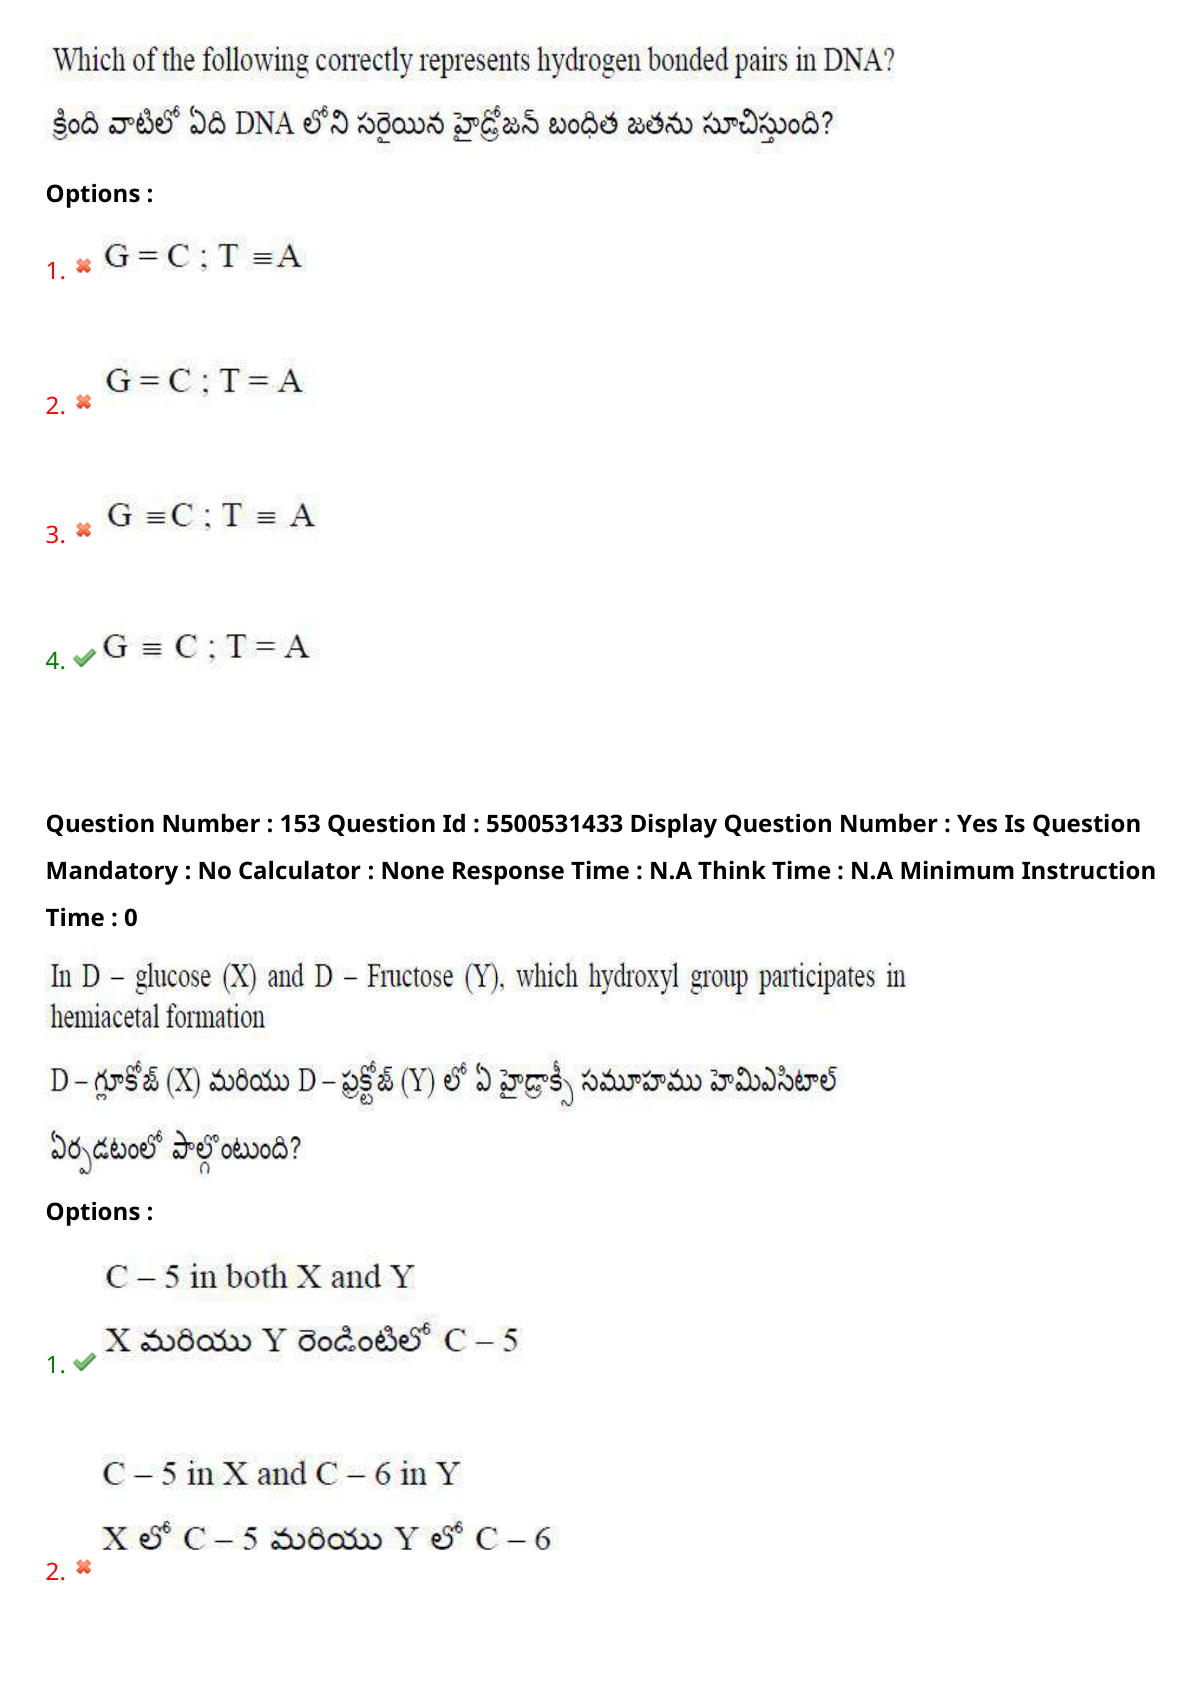 Which of the following correctly represents hydrogen bonded pairs in DNA?
క్రింది వాటిలో ఏది DNA లోని సరైయిన హైడ్రోజన్ బంధిత జతను సూచిస్తుంది?
Options :
1. G = C ; T ≡ A
2. G = C ; T = A
3. G ≡ C ; T ≡ A
4. G ≡ C ; T = A
Question Number : 153 Question Id : 5500531433 Display Question Number : Yes Is Question
Mandatory : No Calculator : None Response Time : N.A Think Time : N.A Minimum Instruction
Time : 0
In D – glucose (X) and D – Fructose (Y), which hydroxyl group participates in
hemiacetal formation
D – గ్లూకోజ్ (X) మరియు D – ఫ్రక్టోజ్ (Y) లో ఏ హైడ్రాక్సీ సమూహము హెమిఎసిటాల్
ఏర్పడటంలో పాల్గొంటుంది?
Options :
C – 5 in both X and Y
1. X మరియు Y రెండింటిలో C – 5
C – 5 in X and C – 6 in Y
X లో C – 5 మరియు Y లో C – 6
2.